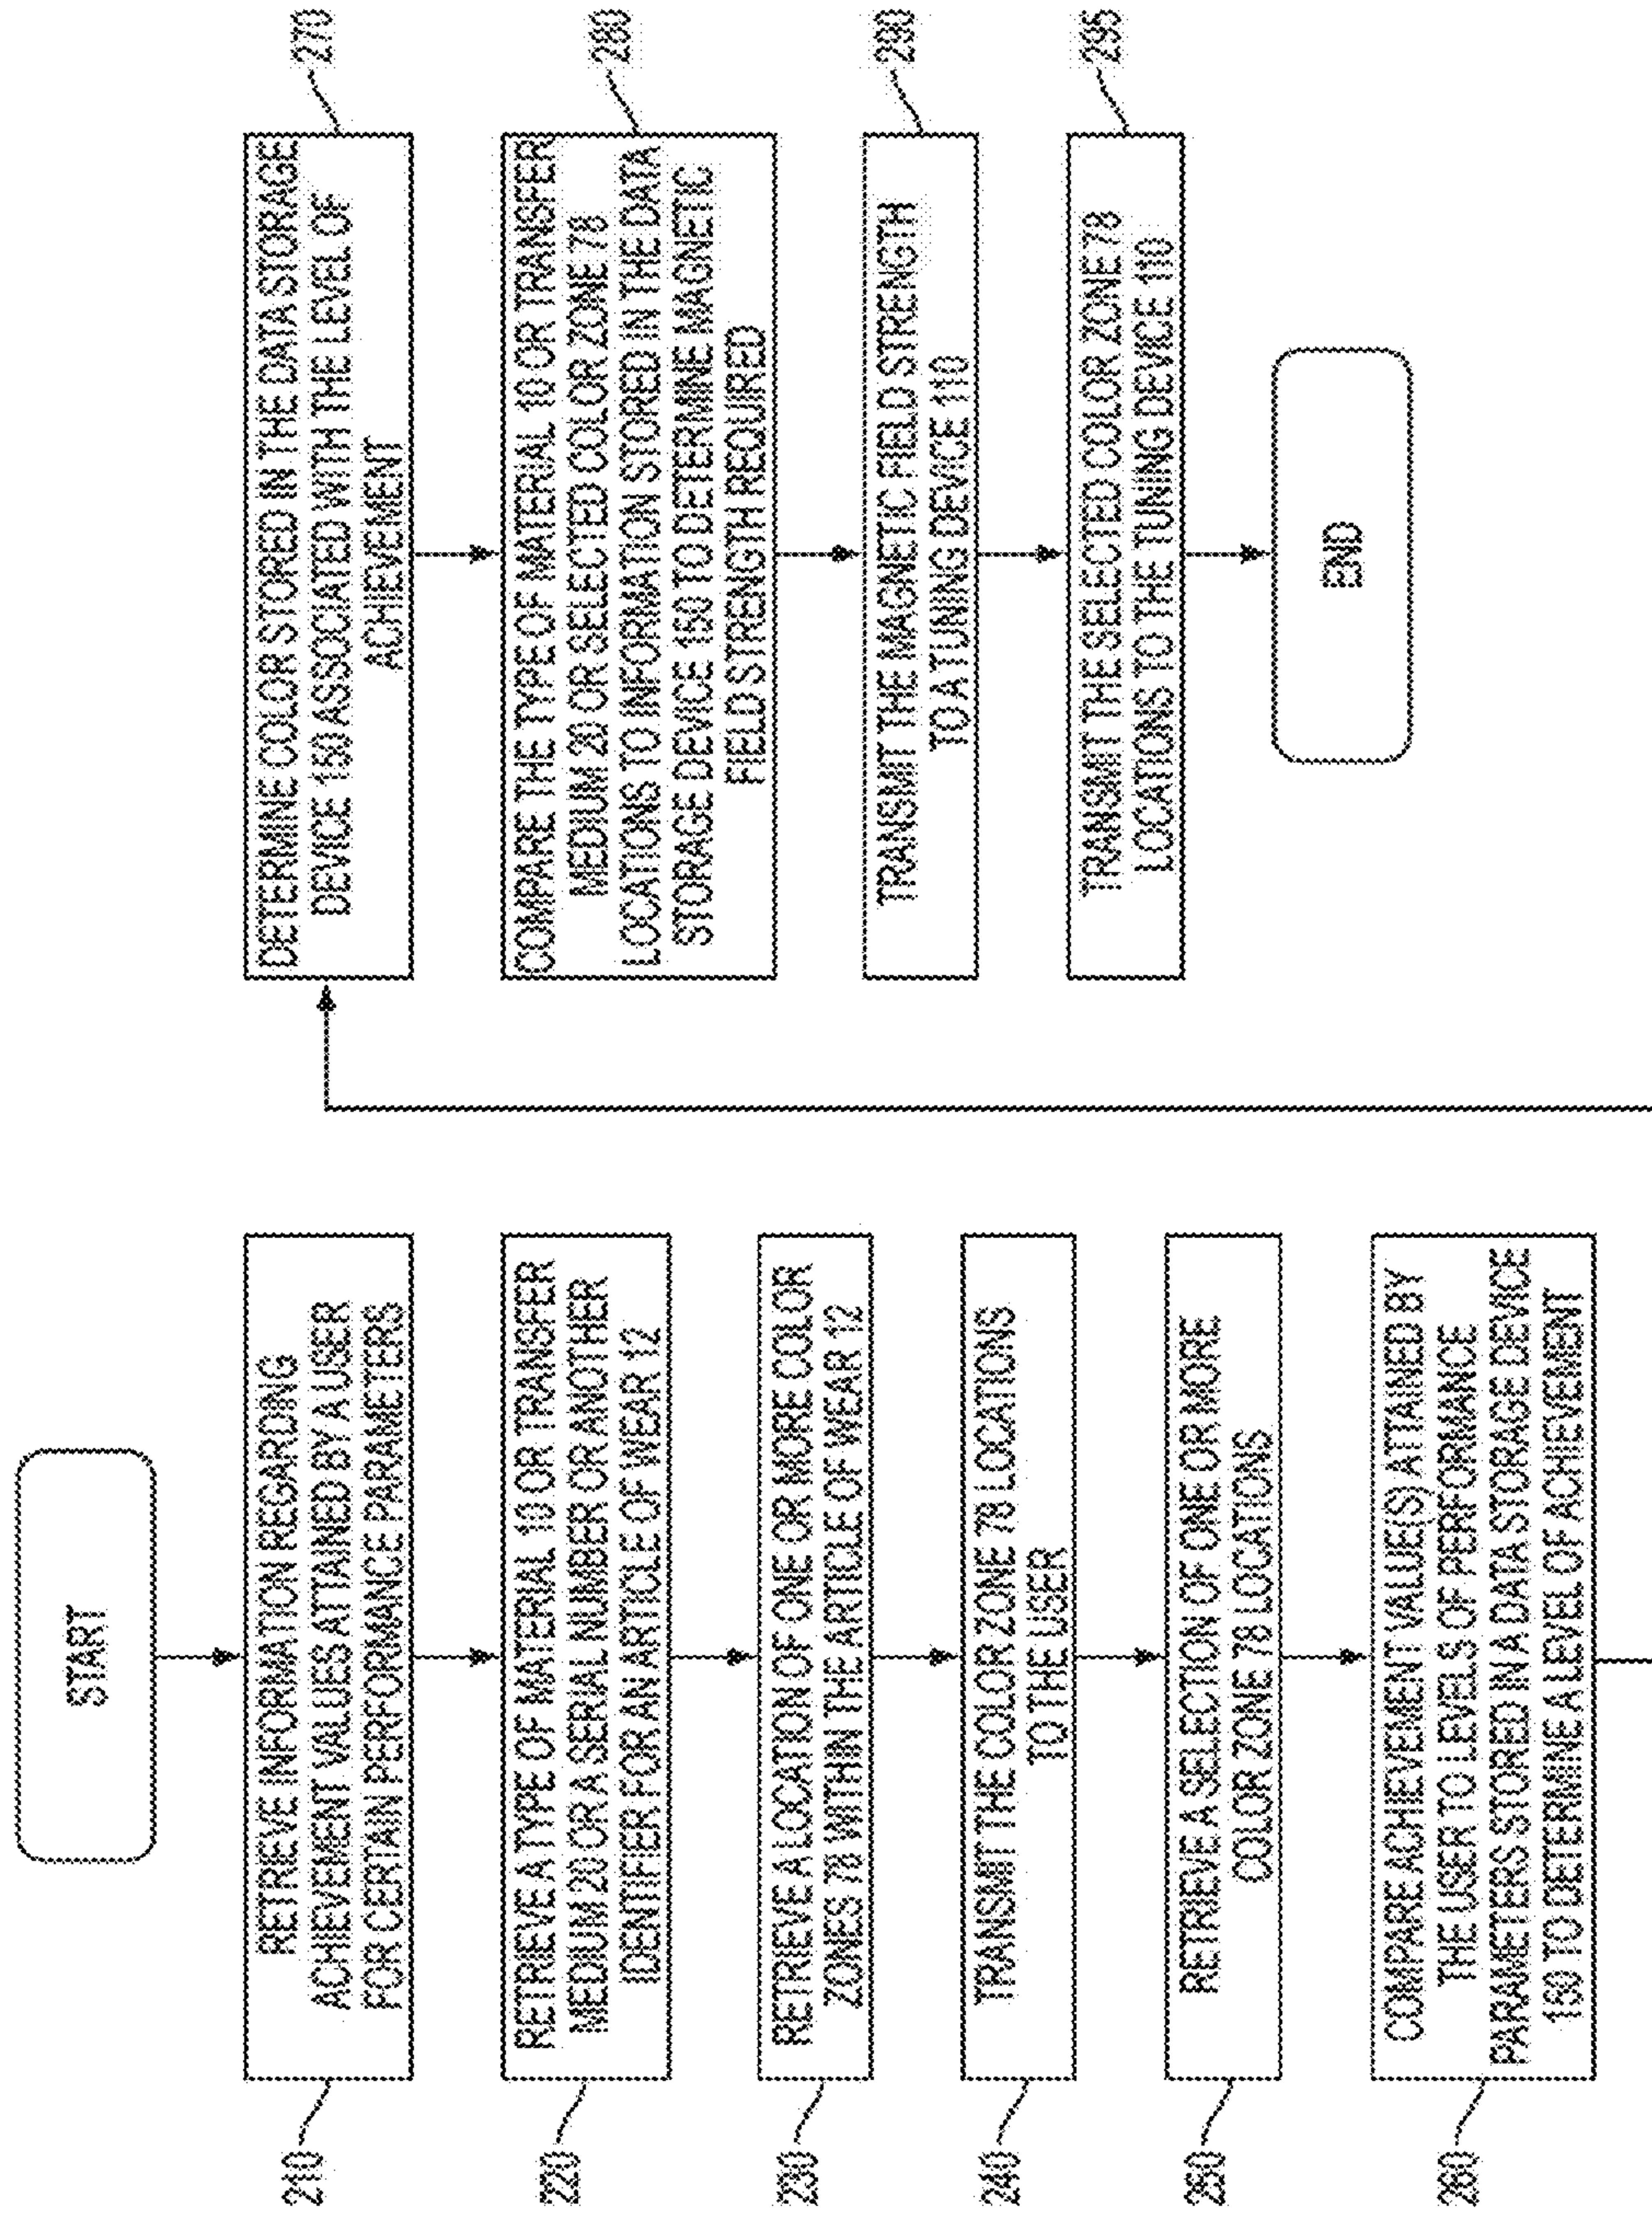 START
210
RETRIEVE INFORMATION REGARDING
ACHIEVEMENT VALUES ATTAINED BY A USER
FOR CERTAIN PERFORMANCE PARAMETERS
220
RETRIEVE A TYPE OF MATERIAL 10 OR TRANSFER
MEDIUM 20 OR A SERIAL NUMBER OR ANOTHER
IDENTIFIER FOR AN ARTICLE OF WEAR 12
230
RETRIEVE A LOCATION OF ONE OR MORE COLOR
ZONES 78 WITHIN THE ARTICLE OF WEAR 12
240
TRANSMIT THE COLOR ZONE 78 LOCATIONS
TO THE USER
250
RETRIEVE A SELECTION OF ONE OR MORE
COLOR ZONE 78 LOCATIONS
260
COMPARE ACHIEVEMENT VALUE(S) ATTAINED BY
THE USER TO LEVELS OF PERFORMANCE
PARAMETERS STORED IN A DATA STORAGE DEVICE
150 TO DETERMINE A LEVEL OF ACHIEVEMENT
270
DETERMINE COLOR STORED IN THE DATA STORAGE
DEVICE 150 ASSOCIATED WITH THE LEVEL OF
ACHIEVEMENT
280
COMPARE THE TYPE OF MATERIAL 10 OR TRANSFER
MEDIUM 20 OR SELECTED COLOR ZONE 78
LOCATIONS TO INFORMATION STORED IN THE DATA
STORAGE DEVICE 150 TO DETERMINE MAGNETIC
FIELD STRENGTH REQUIRED
290
TRANSMIT THE MAGNETIC FIELD STRENGTH
TO A TUNING DEVICE 110
295
TRANSMIT THE SELECTED COLOR ZONE 78
LOCATIONS TO THE TUNING DEVICE 110
END